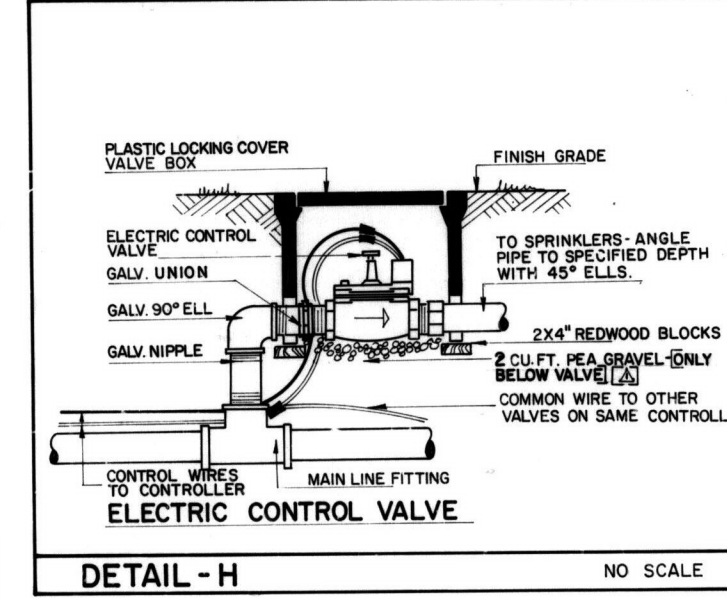 PLASTIC LOCKING COVER
VALVE BOX
FINISH GRADE
ELECTRIC CONTROL
VALVE
GALV. UNION
GALV. 90° ELL
GALV. NIPPLE
TO SPRINKLERS-ANGLE
PIPE TO SPECIFIED DEPTH
WITH 45° ELLS.
2X4" REDWOOD BLOCKS
2 CU. FT. PEA GRAVEL-ONLY
BELOW VALVE
COMMON WIRE TO OTHER
VALVES ON SAME CONTROLL
CONTROL WIRES
TO CONTROLLER
MAIN LINE FITTING
ELECTRIC CONTROL VALVE
DETAIL-H
NO SCALE